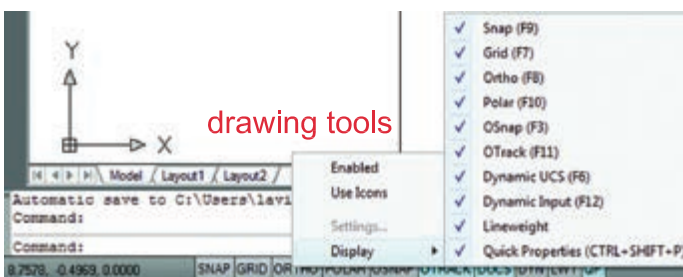 Y
X
drawing tools
Model / Layout1 / Layout2 /
Automatic save to C:\Users\lavi
Command:
Command:
0.7578, -0.4969, 0.0000
SNAP GRID ORTHO POLAR OSNAP OTRACK DUCS DYN LWT QP
Enabled
Use Icons
Settings...
Display
Snap (F9)
Grid (F7)
Ortho (F8)
Polar (F10)
OSnap (F3)
OTrack (F11)
Dynamic UCS (F6)
Dynamic Input (F12)
Lineweight
Quick Properties (CTRL+SHIFT+P)